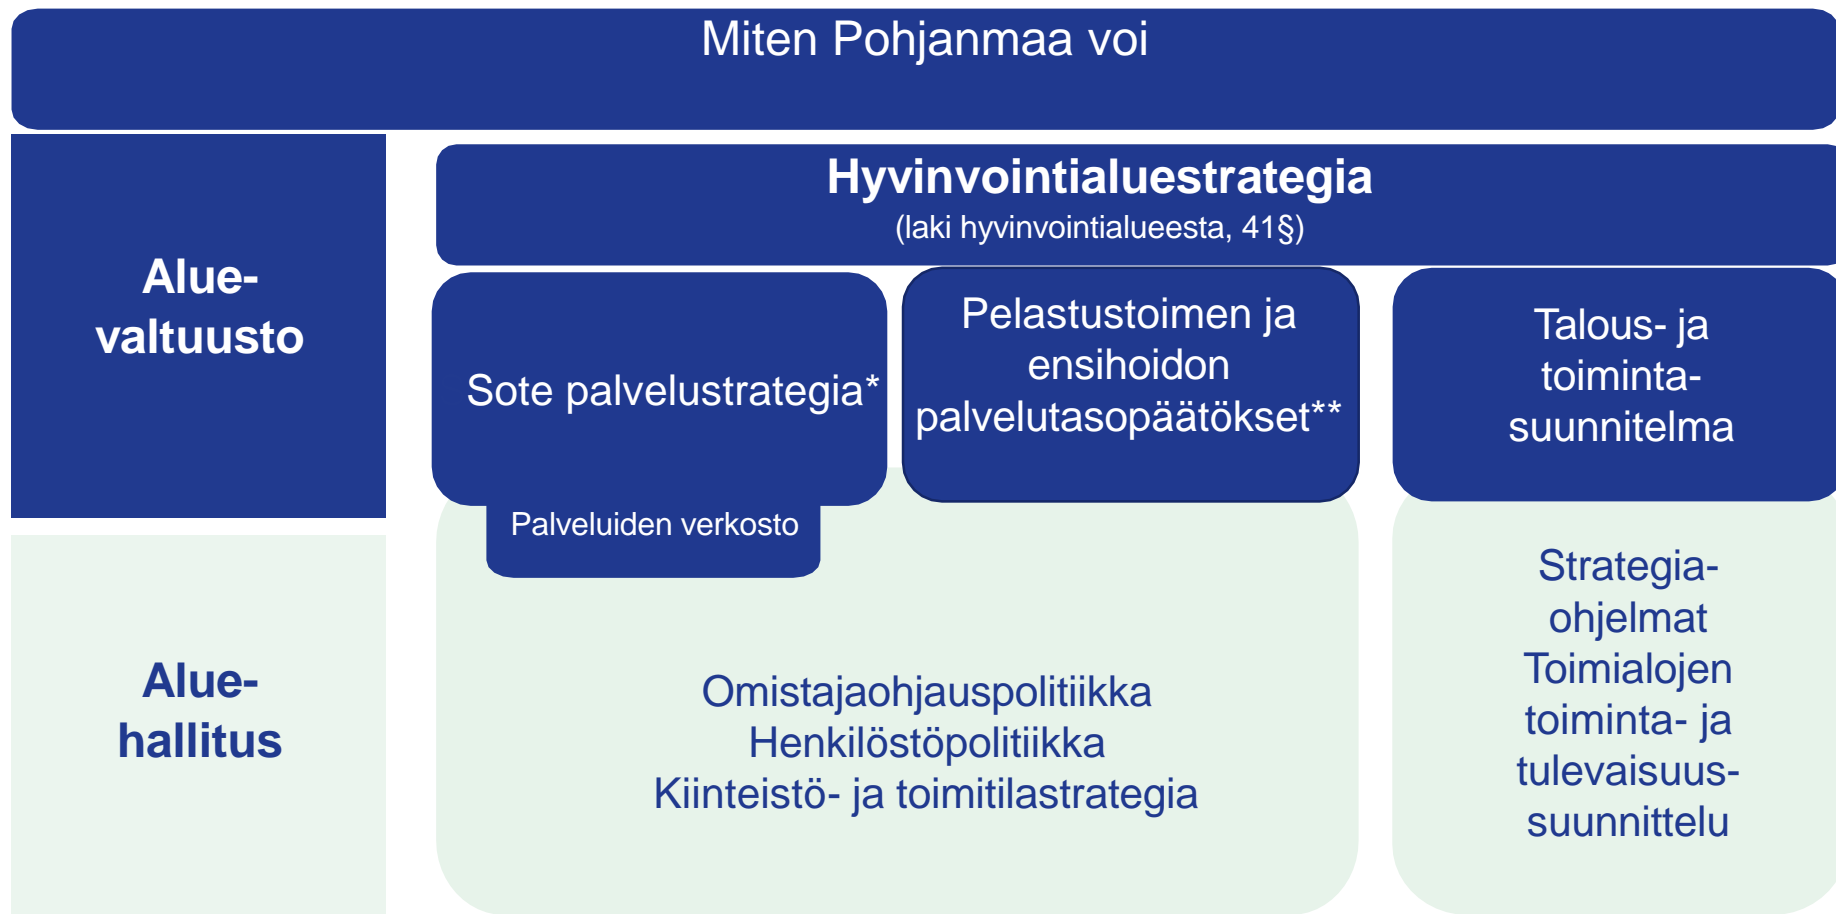 Miten Pohjanmaa voi
Alue-
valtuusto
Hyvinvointialuestrategia
(laki hyvinvointialueesta, 41§)
Sote palvelustrategia*
Palveluiden verkosto
Pelastustoimen ja
ensihoidon
palvelutasopäätökset**
Talous- ja
toiminta-
suunnitelma
Alue-
hallitus
Omistajaohjauspolitiikka
Henkilöstöpolitiikka
Kiinteistö- ja toimitilastrategia
Strategia-
ohjelmat
Toimialojen
toiminta- ja
tulevaisuus-
suunnittelu